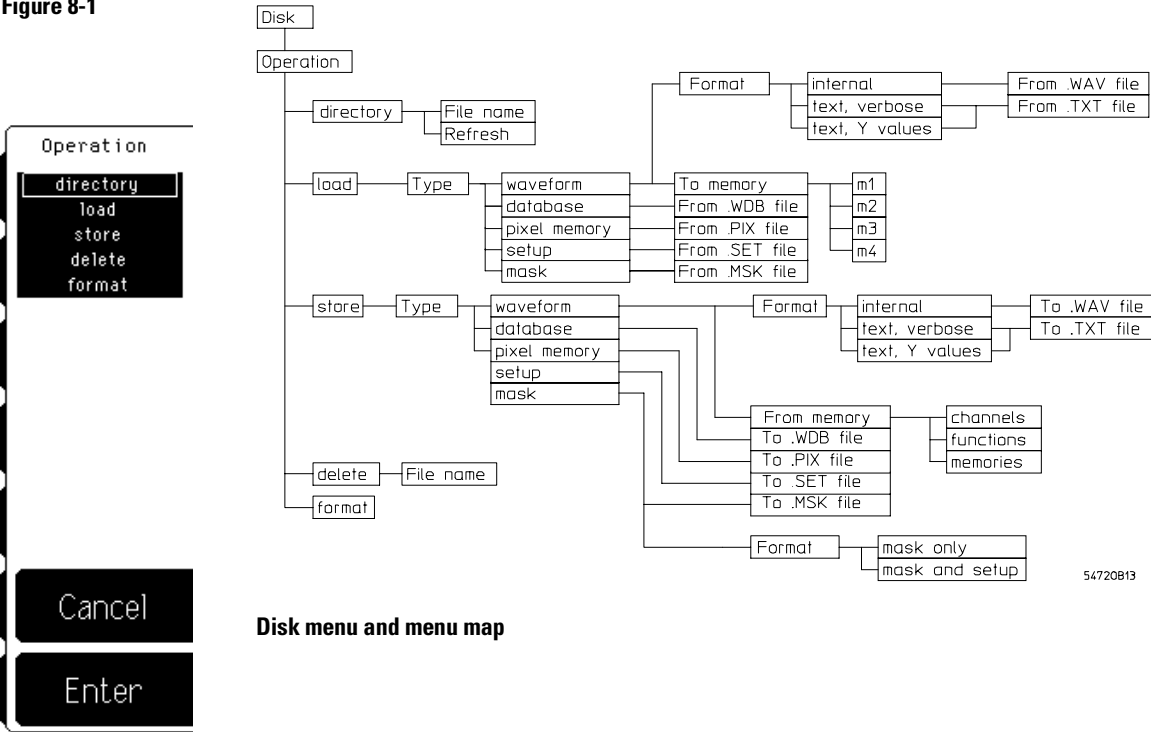 Figure 8-1
Operation
directory
load
store
delete
format
Cancel
Enter
Disk
Operation
directory
File name
Refresh
load
Type
waveform
database
pixel memory
setup
mask
Format
internal
text, verbose
text, Y values
From .WAV file
From .TXT file
To memory
From .WDB file
From .PIX file
From .SET file
From .MSK file
m1
m2
m3
m4
store
Type
waveform
database
pixel memory
setup
mask
Format
internal
text, verbose
text, Y values
To .WAV file
To .TXT file
From memory
To .WDB file
To .PIX file
To .SET file
To .MSK file
channels
functions
memories
Format
mask only
mask and setup
delete
File name
format
54720B13
Disk menu and menu map